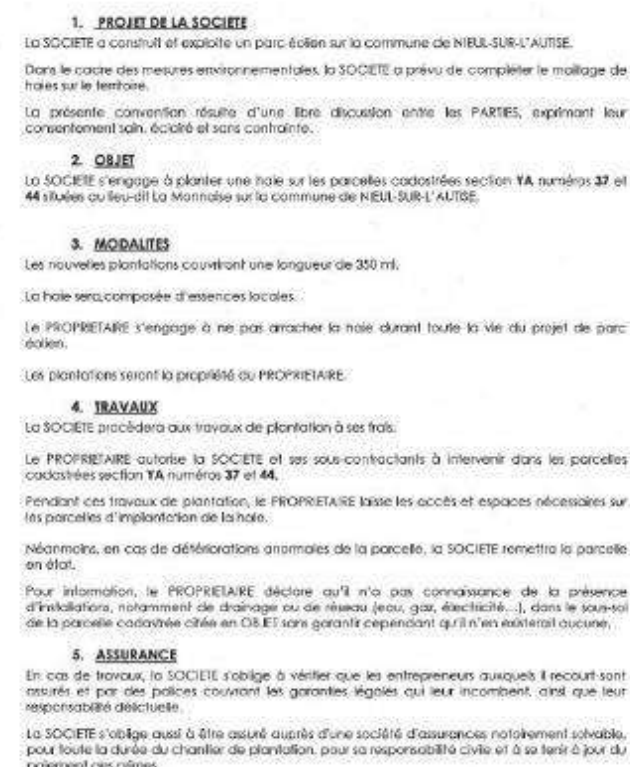 1. PROJET DE LA SOCIETE
La SOCIETE a construit et exploite un parc éolien sur la commune de NIEUL-SUR-L'AUTISE.
Dans le cadre des mesures environnementales, la SOCIETE a prévu de compléter le maillage de
haies sur le territoire.
La présente convention résulte d'une libre discussion entre les PARTIES, exprimant leur
consentement sain, éclairé et sans contrainte.
2. OBJET
La SOCIETE s'engage à planter une haie sur les parcelles cadastrées section YA numéros 37 et
44 situées au lieu-dit La Monnaise sur la commune de NIEUL-SUR-L'AUTISE.
3. MODALITES
Les nouvelles plantations couvriront une longueur de 350 ml.
La haie sera composée d'essences locales.
Le PROPRIETAIRE s'engage à ne pas arracher la haie durant toute la vie du projet de parc
éolien.
Les plantations seront la propriété du PROPRIETAIRE.
4. TRAVAUX
La SOCIETE procèdera aux travaux de plantation à ses frais.
Le PROPRIETAIRE autorise la SOCIETE et ses sous-contractants à intervenir dans les parcelles
cadastrées section YA numéros 37 et 44.
Pendant ces travaux de plantation, le PROPRIETAIRE laisse les accès et espaces nécessaires sur
les parcelles d'implantation de la haie.
Néanmoins, en cas de détériorations anormales de la parcelle, la SOCIETE remettra la parcelle
en état.
Pour information, le PROPRIETAIRE déclare qu'il n'a pas connaissance de la présence
d'installations, notamment de drainage ou de réseau (eau, gaz, électricité...), dans le sous-sol
de la parcelle cadastrée citée en OBJET sans garantir cependant qu'il n'en existerait aucune.
5. ASSURANCE
En cas de travaux, la SOCIETE s'oblige à vérifier que les entrepreneurs auxquels il recourt sont
assurés et par des polices couvrant les garanties légales qui leur incombent, ainsi que leur
responsabilité délictuelle.
La SOCIETE s'oblige aussi à être assuré auprès d'une société d'assurances notoirement solvable,
pour toute la durée du chantier de plantation, pour sa responsabilité civile et à se tenir à jour du
paiement des primes.